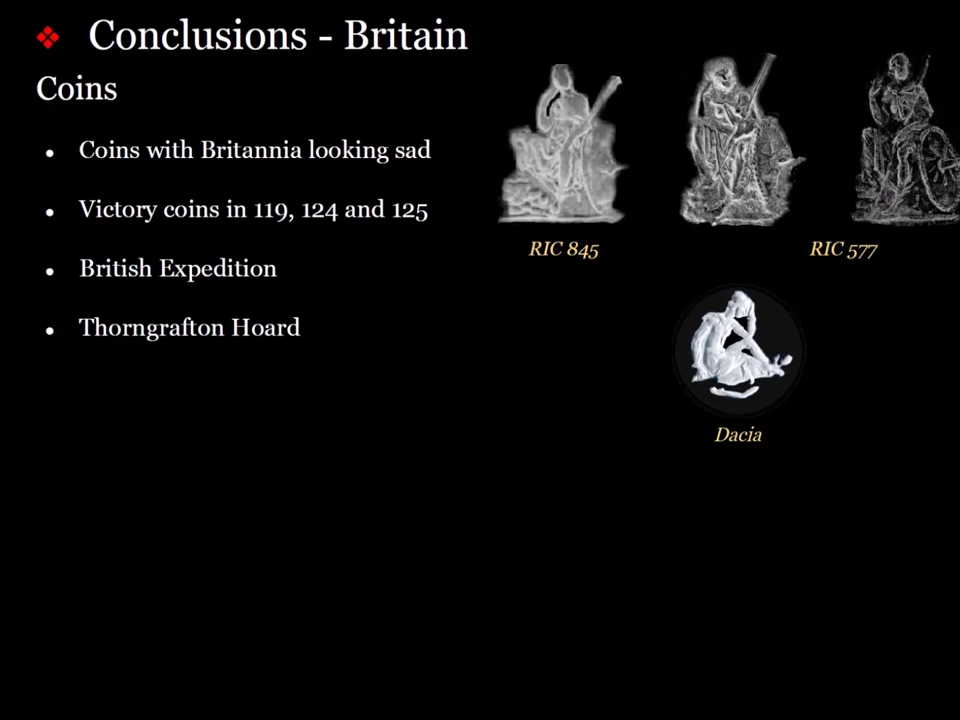 Conclusions - Britain
Coins
• Coins with Britannia looking sad
• Victory coins in 119, 124 and 125
• British Expedition
• Thorngrafton Hoard
RIC 845
RIC 577
Dacia